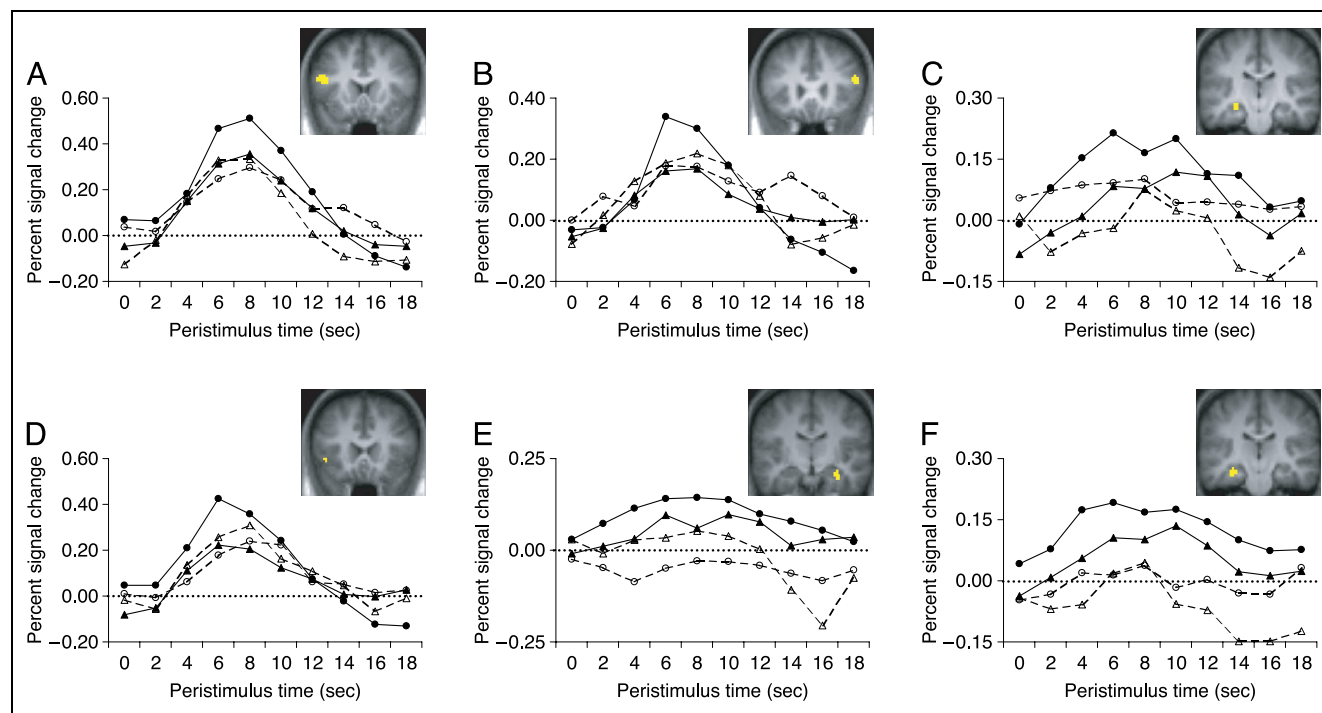 A
Percent signal change
0.60
0.40
0.20
0.00
−0.20
0 2 4 6 8 10 12 14 16 18
Peristimulus time (sec)
B
Percent signal change
0.40
0.20
0.00
−0.20
0 2 4 6 8 10 12 14 16 18
Peristimulus time (sec)
C
Percent signal change
0.30
0.15
0.00
−0.15
0 2 4 6 8 10 12 14 16 18
Peristimulus time (sec)
D
Percent signal change
0.60
0.40
0.20
0.00
−0.20
0 2 4 6 8 10 12 14 16 18
Peristimulus time (sec)
E
Percent signal change
0.25
0.00
−0.25
0 2 4 6 8 10 12 14 16 18
Peristimulus time (sec)
F
Percent signal change
0.30
0.15
0.00
−0.15
0 2 4 6 8 10 12 14 16 18
Peristimulus time (sec)